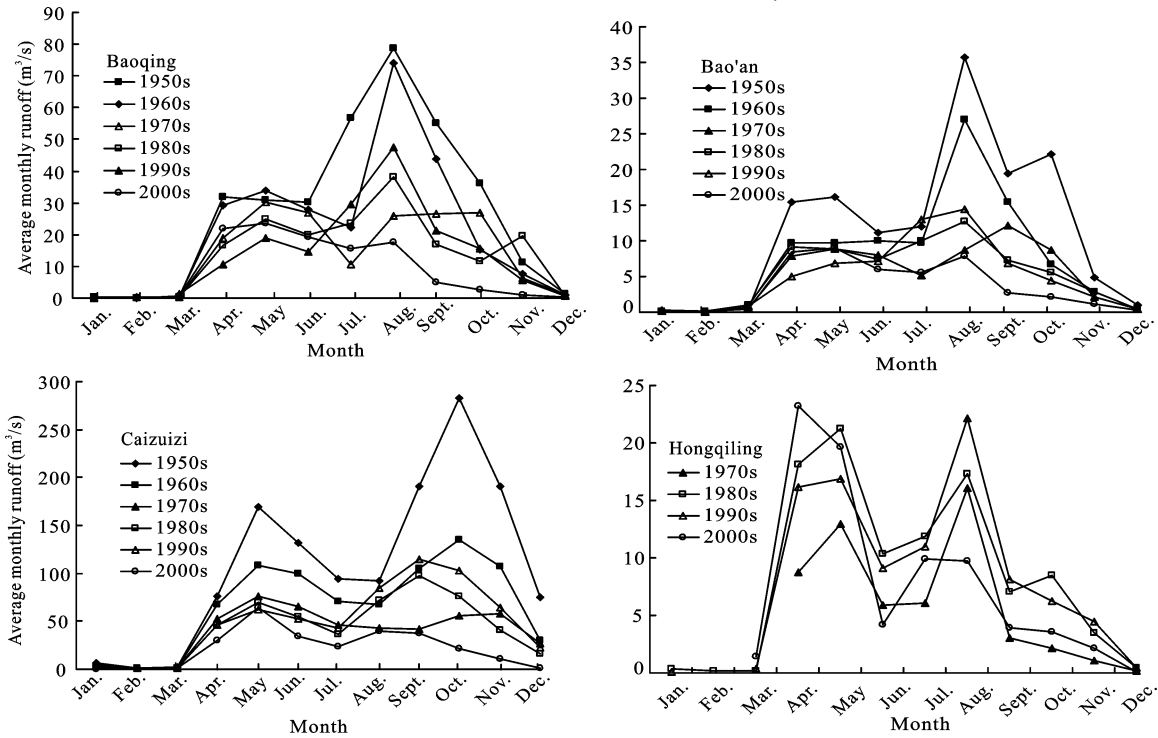 90
80
70
60
50
40
30
20
10
0
Average monthly runoff (m³/s)
Baoqing
1950s
1960s
1970s
1980s
1990s
2000s
Jan. Feb. Mar. Apr. May Jun. Jul. Aug. Sept. Oct. Nov. Dec.
Month
40
35
30
25
20
15
10
5
0
Bao'an
1950s
1960s
1970s
1980s
1990s
2000s
Jan. Feb. Mar. Apr. May Jun. Jul. Aug. Sept. Oct. Nov. Dec.
Month
300
250
200
150
100
50
0
Average monthly runoff (m³/s)
Caizuizi
1950s
1960s
1970s
1980s
1990s
2000s
Jan. Feb. Mar. Apr. May Jun. Jul. Aug. Sept. Oct. Nov. Dec.
Month
25
20
15
10
5
0
Hongqiling
1970s
1980s
1990s
2000s
Jan. Feb. Mar. Apr. May Jun. Jul. Aug. Sept. Oct. Nov. Dec.
Month